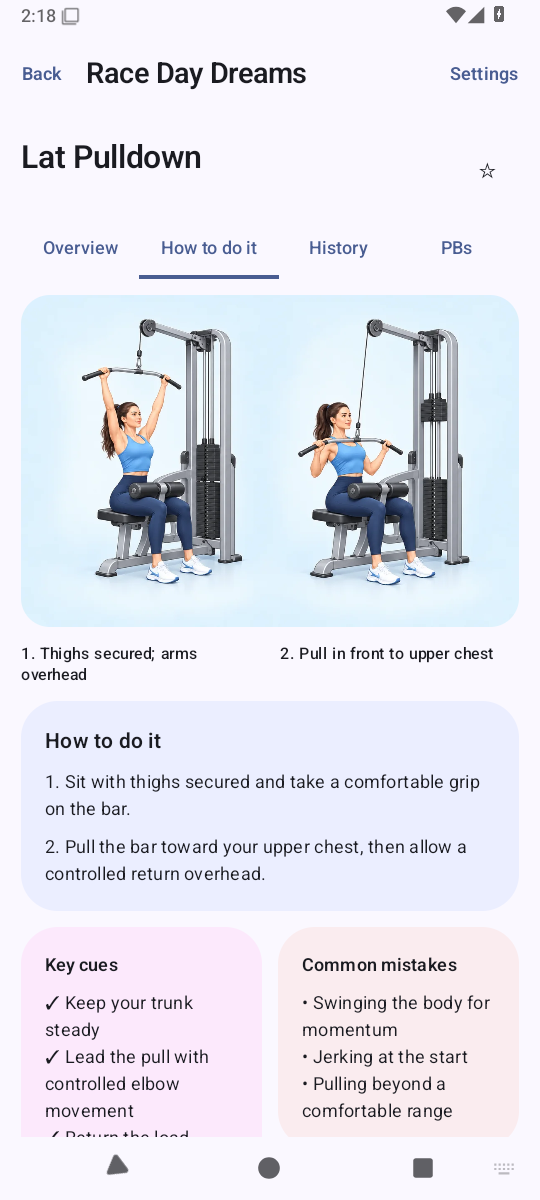 2:18
Back Race Day Dreams Settings
Lat Pulldown
☆
Overview How to do it History PBs
1. Thighs secured; arms
overhead
2. Pull in front to upper chest
How to do it
1. Sit with thighs secured and take a comfortable grip
on the bar.
2. Pull the bar toward your upper chest, then allow a
controlled return overhead.
Key cues
✓ Keep your trunk
steady
✓ Lead the pull with
controlled elbow
movement
✓ Return the load
Common mistakes
• Swinging the body for
momentum
• Jerking at the start
• Pulling beyond a
comfortable range